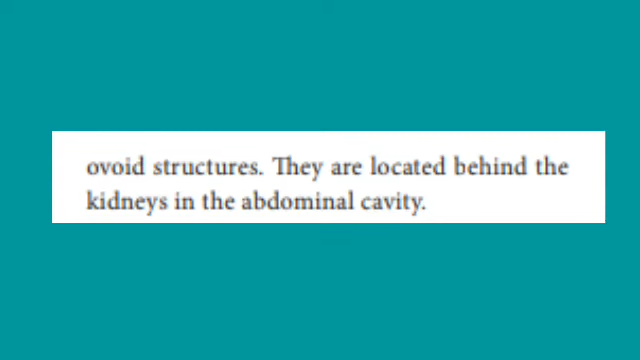 ovoid structures. They are located behind the
kidneys in the abdominal cavity.